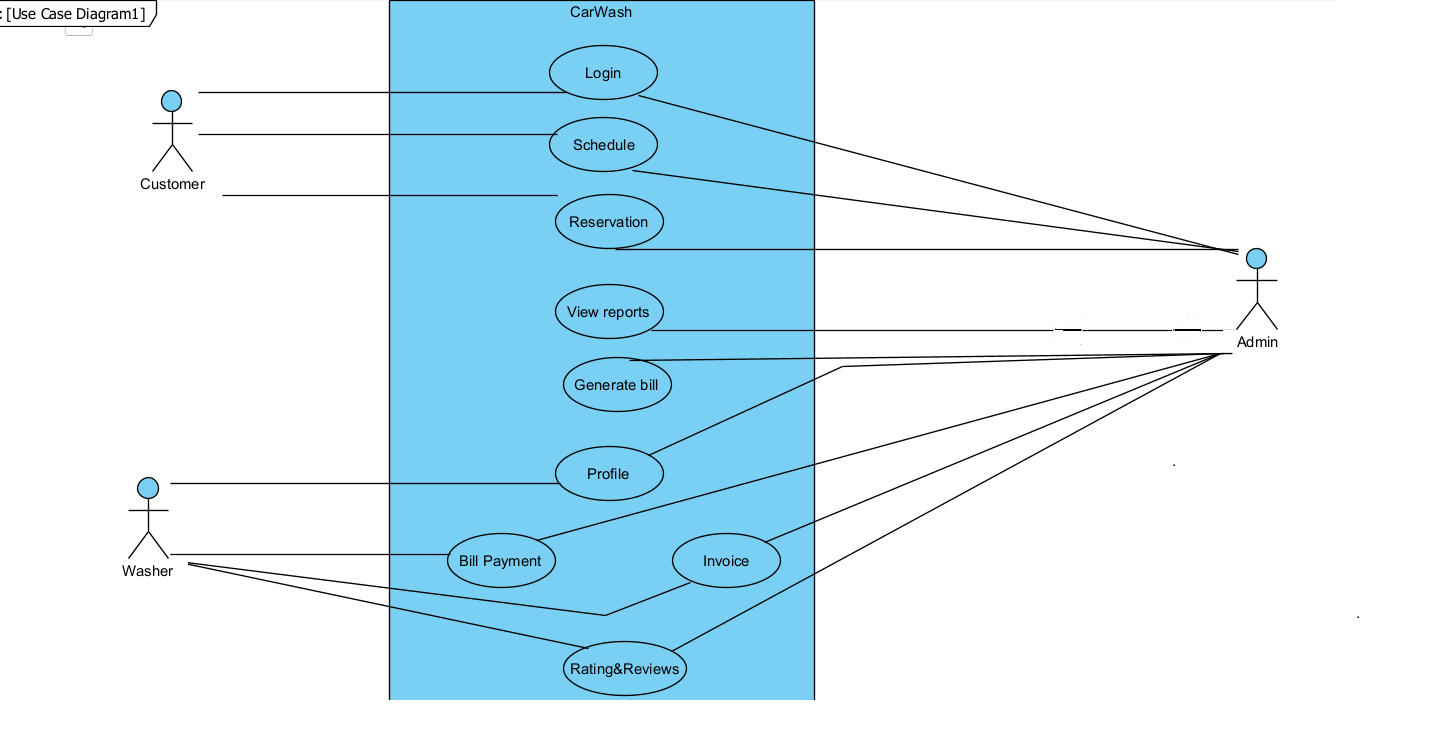 : [Use Case Diagram1]
CarWash
Login
Schedule
Customer
Reservation
View reports
Admin
Generate bill
Profile
Bill Payment
Invoice
Washer
Rating&Reviews